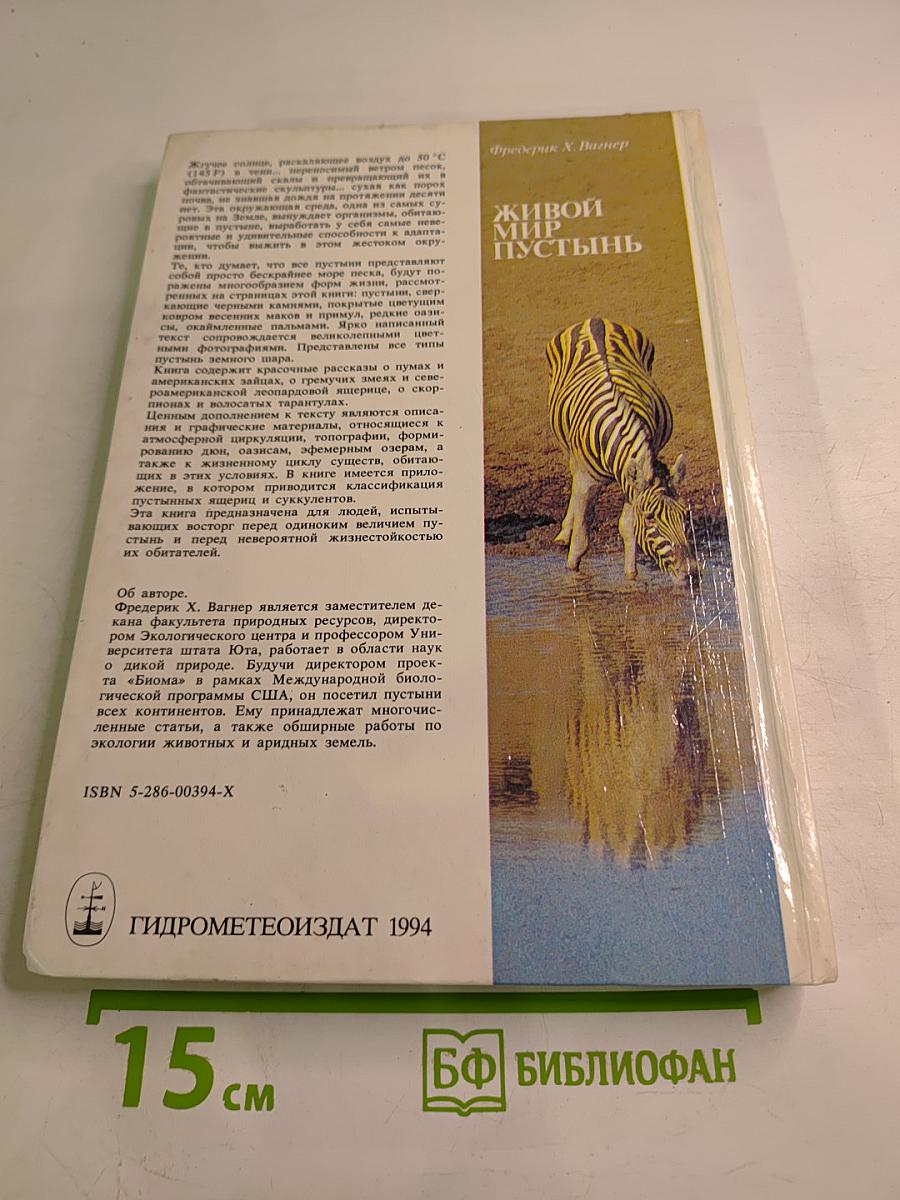 Жгучее солнце, раскаляющее воздух до 50 °C
(145 F) в тени... переносимый ветром песок,
обтачивающий скалы и превращающий их в
фантастические скульптуры... сухая как порох
почва, не знавшая дождя на протяжении десяти
лет. Эта окружающая среда, одна из самых су-
ровых на Земле, вынуждает организмы, обитаю-
щие в пустыне, выработать у себя самые неве-
роятные и удивительные способности к адапта-
ции, чтобы выжить в этом жестоком окру-
жении.
Те, кто думает, что все пустыни представляют
собой просто бескрайнее море песка, будут по-
ражены многообразием форм жизни, рассмот-
ренных на страницах этой книги: пустыни, свер-
кающие черными камнями, покрытые цветущим
ковром весенних маков и примул, редкие оази-
сы, окаймленные пальмами. Ярко написанный
текст сопровождается великолепными цвет-
ными фотографиями. Представлены все типы
пустынь земного шара.
Книга содержит красочные рассказы о пумах и
американских зайцах, о гремучих змеях и севе-
роамериканской леопардовой ящерице, о скор-
пионах и волосатых тарантулах.
Ценным дополнением к тексту являются описа-
ния и графические материалы, относящиеся к
атмосферной циркуляции, топографии, форми-
рованию дюн, оазисам, эфемерным озерам, а
также к жизненному циклу существ, обитаю-
щих в этих условиях. В книге имеется прило-
жение, в котором приводится классификация
пустынных ящериц и суккулентов.
Эта книга предназначена для людей, испыты-
вающих восторг перед одиноким величием пу-
стынь и перед невероятной жизнестойкостью
их обитателей.
Об авторе.
Фредерик Х. Вагнер является заместителем де-
кана факультета природных ресурсов, директо-
ром Экологического центра и профессором Уни-
верситета штата Юта, работает в области наук
о дикой природе. Будучи директором проек-
та «Биома» в рамках Международной биоло-
гической программы США, он посетил пустыни
всех континентов. Ему принадлежат многочис-
ленные статьи, а также обширные работы по
экологии животных и аридных земель.
ISBN 5-286-00394-X
ГИДРОМЕТЕОИЗДАТ 1994
Фредерик Х. Вагнер
ЖИВОЙ
МИР
ПУСТЫНЬ
15 см
БФ БИБЛИОФАН